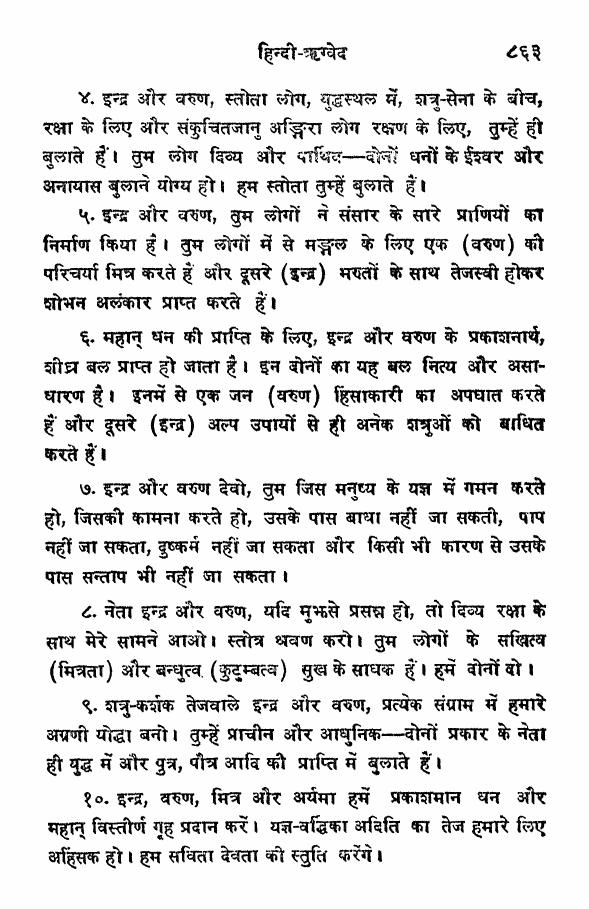 हिन्दी-ऋग्वेद ८६३
४. इन्द्र और वरुण, स्तोता लोग, युद्धस्थल में, शत्रु-सेना के बीच,
रक्षा के लिए और संकुचितजानु अङ्गिरा लोग रक्षण के लिए, तुम्हें ही
बुलाते हैं। तुम लोग दिव्य और पार्थिव—दोनों धनों के ईश्वर और
अनायास बुलाने योग्य हो। हम स्तोता तुम्हें बुलाते हैं।
५. इन्द्र और वरुण, तुम लोगों ने संसार के सारे प्राणियों का
निर्माण किया है। तुम लोगों में से मङ्गल के लिए एक (वरुण) की
परिचर्या मित्र करते हैं और दूसरे (इन्द्र) मरुतों के साथ तेजस्वी होकर
शोभन अलंकार प्राप्त करते हैं।
६. महान् धन की प्राप्ति के लिए, इन्द्र और वरुण के प्रकाशनार्थ,
शीघ्र बल प्राप्त हो जाता है। इन दोनों का यह बल नित्य और असा-
धारण है। इनमें से एक जन (वरुण) हिंसाकारी का अपघात करते
हैं और दूसरे (इन्द्र) अल्प उपायों से ही अनेक शत्रुओं को बाधित
करते हैं।
७. इन्द्र और वरुण देवो, तुम जिस मनुष्य के यज्ञ में गमन करते
हो, जिसकी कामना करते हो, उसके पास बाधा नहीं जा सकती, पाप
नहीं जा सकता, दुष्कर्म नहीं जा सकता और किसी भी कारण से उसके
पास सन्ताप भी नहीं जा सकता।
८. नेता इन्द्र और वरुण, यदि मुझसे प्रसन्न हो, तो दिव्य रक्षा के
साथ मेरे सामने आओ। स्तोत्र श्रवण करो। तुम लोगों के सखित्व
(मित्रता) और बन्धुत्व (कुटुम्बत्व) सुख के साधक हैं। हमें दोनों दो।
९. शत्रु-कर्शक तेजवाले इन्द्र और वरुण, प्रत्येक संग्राम में हमारे
अग्रणी योद्धा बनो। तुम्हें प्राचीन और आधुनिक—दोनों प्रकार के नेता
ही युद्ध में और पुत्र, पौत्र आदि की प्राप्ति में बुलाते हैं।
१०. इन्द्र, वरुण, मित्र और अर्यमा हमें प्रकाशमान धन और
महान् विस्तीर्ण गृह प्रदान करें। यज्ञ-वर्द्धिका अदिति का तेज हमारे लिए
अहिंसक हो। हम सविता देवता की स्तुति करेंगे।